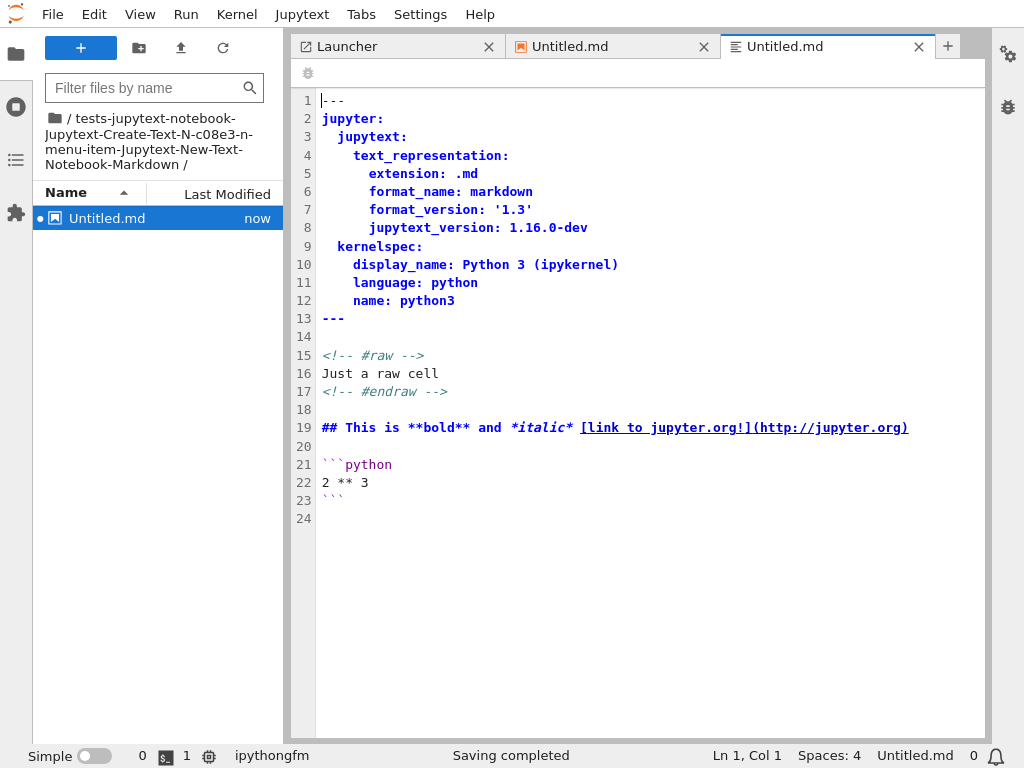 File Edit View Run Kernel Jupytext Tabs Settings Help
Filter files by name
/ tests-jupytext-notebook-
Jupytext-Create-Text-N-c08e3-n-
menu-item-Jupytext-New-Text-
Notebook-Markdown /
Name Last Modified
Untitled.md now
Launcher Untitled.md Untitled.md
1 ---
2 jupyter:
3 jupytext:
4 text_representation:
5 extension: .md
6 format_name: markdown
7 format_version: '1.3'
8 jupytext_version: 1.16.0-dev
9 kernelspec:
10 display_name: Python 3 (ipykernel)
11 language: python
12 name: python3
13 ---
14
15 <!-- #raw -->
16 Just a raw cell
17 <!-- #endraw -->
18
19 ## This is **bold** and *italic* [link to jupyter.org!](http://jupyter.org)
20
21 ```python
22 2 ** 3
23 ```
24
Simple 0 $_ 1 ipythongfm Saving completed Ln 1, Col 1 Spaces: 4 Untitled.md 0